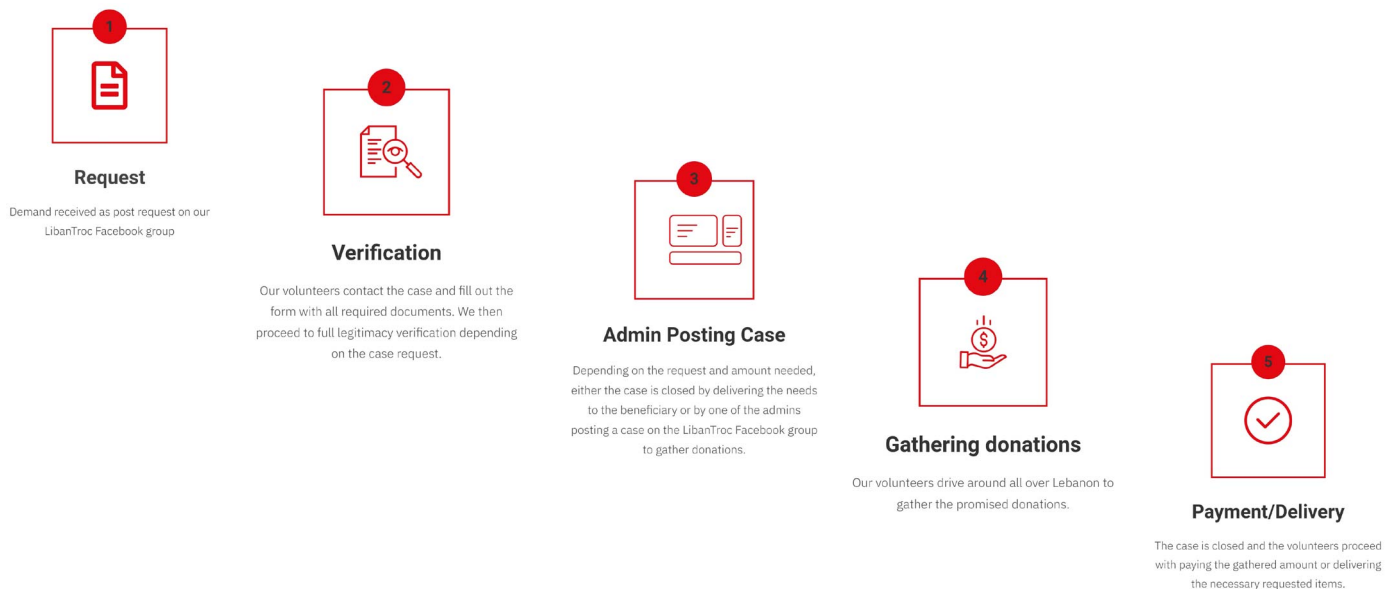 1
Request
Demand received as post request on our
LibanTroc Facebook group
2
Verification
Our volunteers contact the case and fill out the
form with all required documents. We then
proceed to full legitimacy verification depending
on the case request.
3
Admin Posting Case
Depending on the request and amount needed,
either the case is closed by delivering the needs
to the beneficiary or by one of the admins
posting a case on the LibanTroc Facebook group
to gather donations.
4
$
Gathering donations
Our volunteers drive around all over Lebanon to
gather the promised donations.
5
Payment/Delivery
The case is closed and the volunteers proceed
with paying the gathered amount or delivering
the necessary requested items.